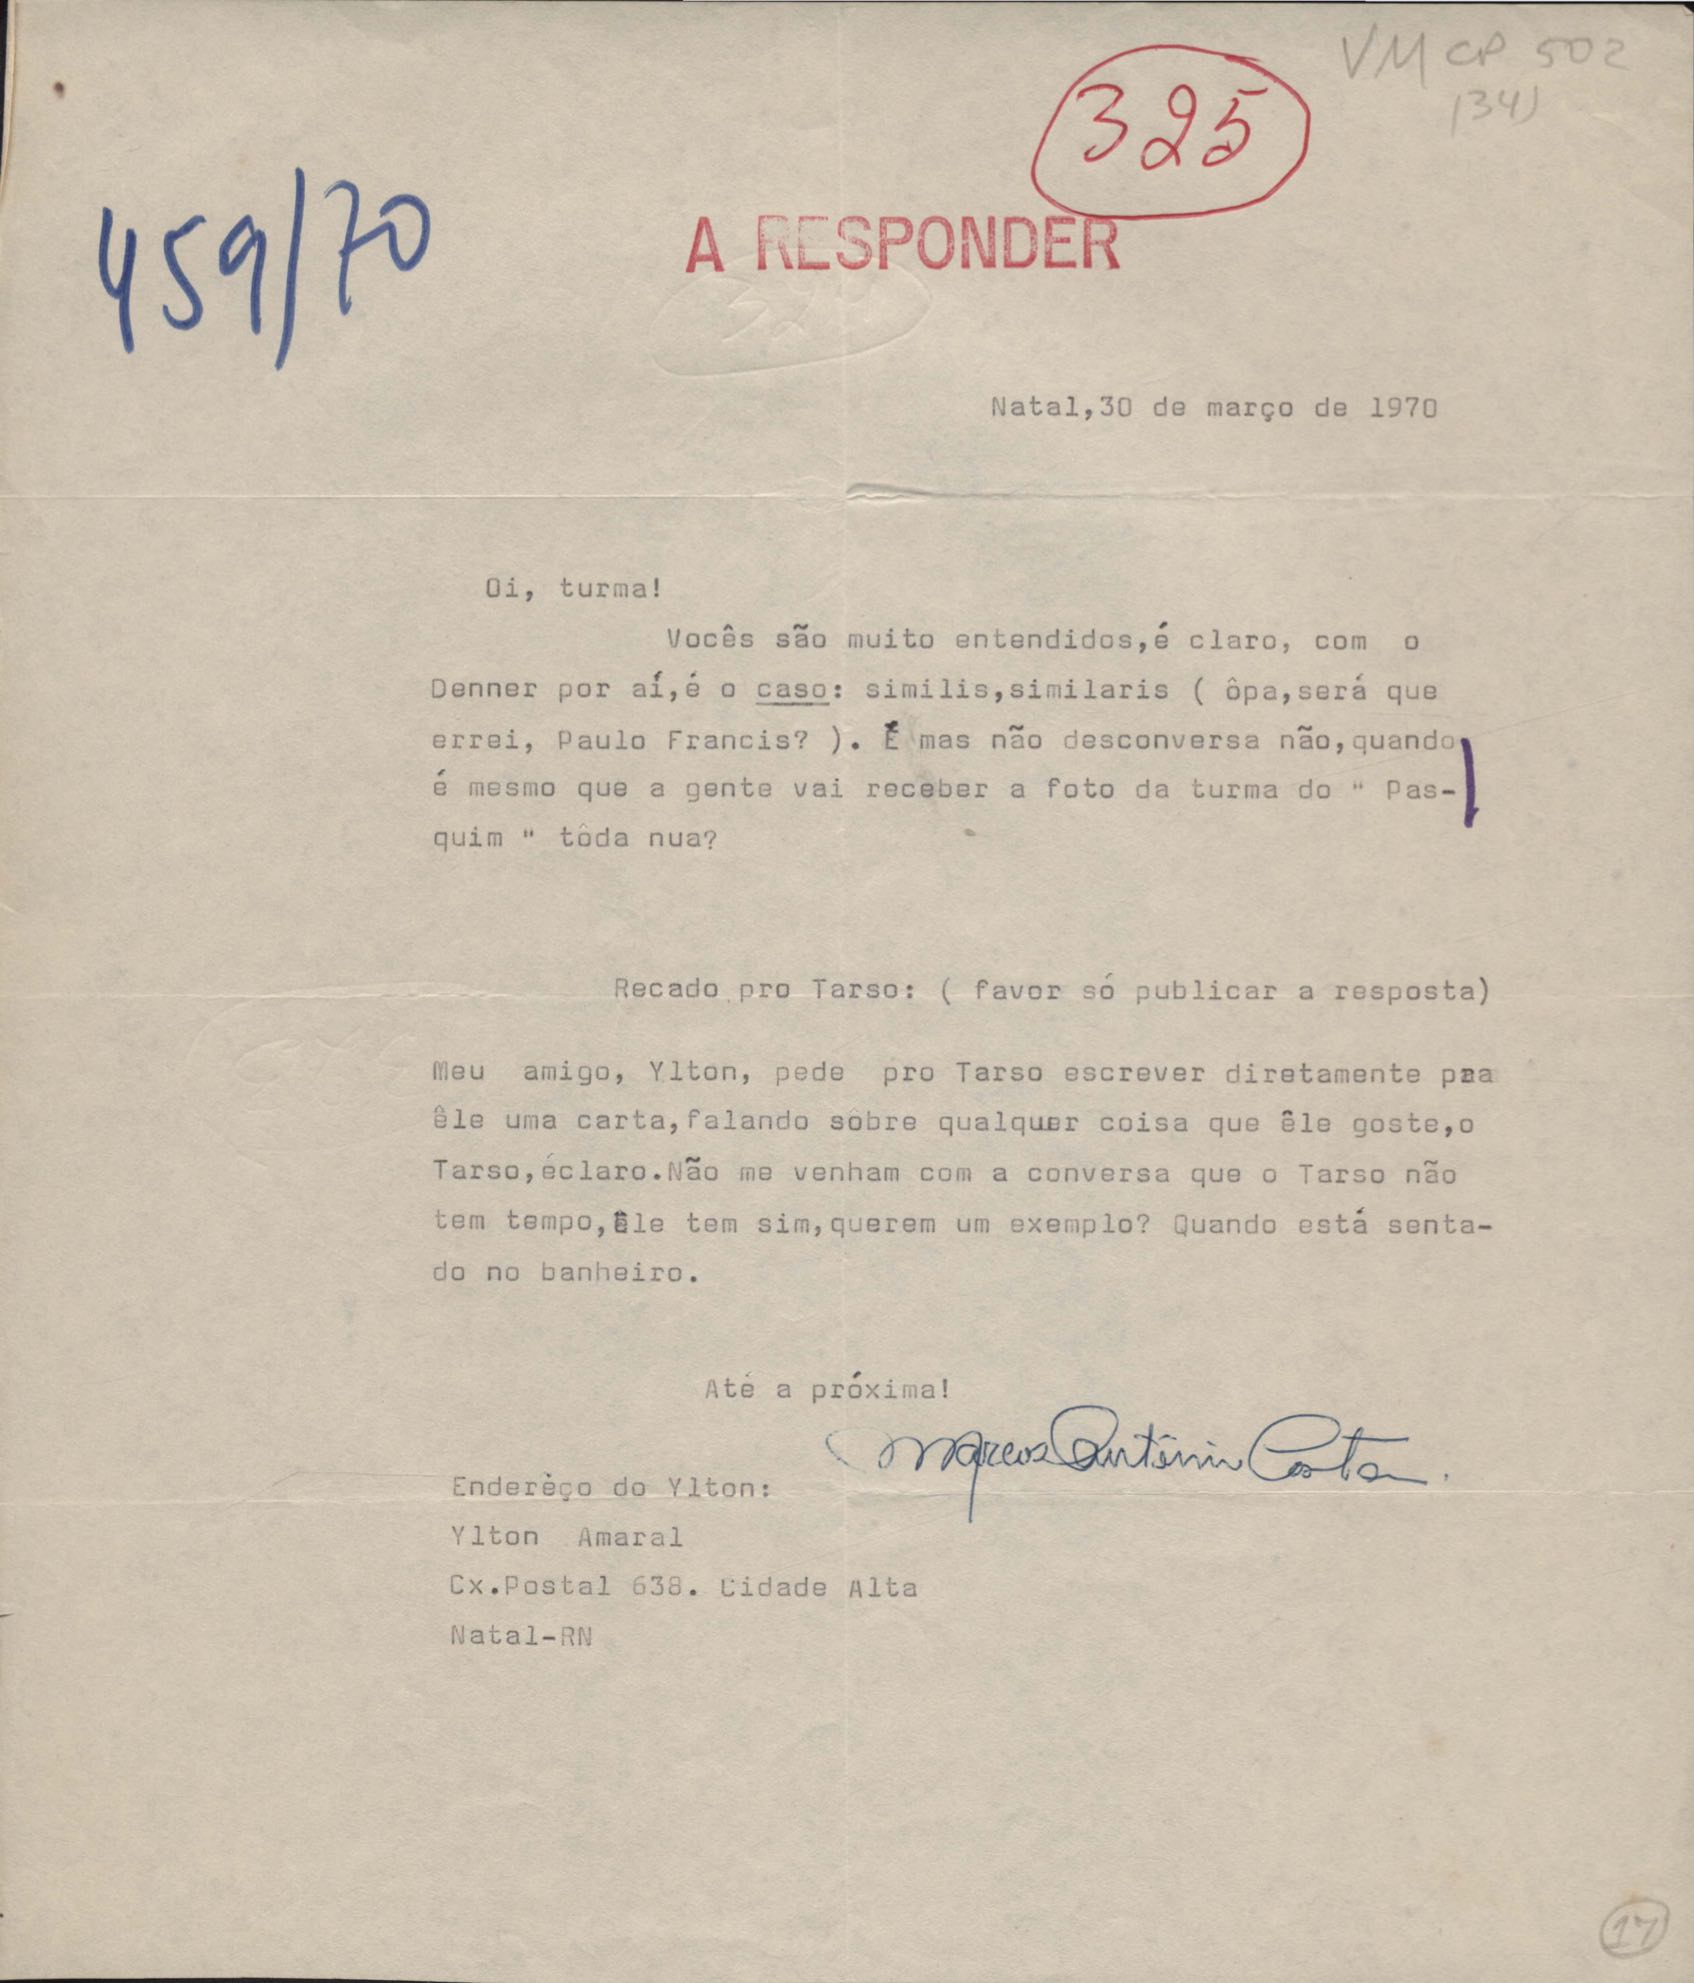 VM CP 502
(34)
325
459/70
A RESPONDER
Natal,30 de março de 1970
Oi, turma!
Vocês são muito entendidos,é claro, com o
Denner por aí,é o caso: similis,similaris ( ôpa,será que
errei, Paulo Francis? ). É mas não desconversa não,quando
é mesmo que a gente vai receber a foto da turma do " Pas-
quim " tôda nua?
Recado pro Tarso: ( favor só publicar a resposta)
Meu amigo, Ylton, pede pro Tarso escrever diretamente pra
êle uma carta,falando sôbre qualquer coisa que êle goste,o
Tarso,éclaro.Não me venham com a conversa que o Tarso não
tem tempo,êle tem sim,querem um exemplo? Quando está senta-
do no banheiro.
Até a próxima!
Marcos Antônio Costa.
Enderêço do Ylton:
Ylton Amaral
Cx.Postal 638. Cidade Alta
Natal-RN
17